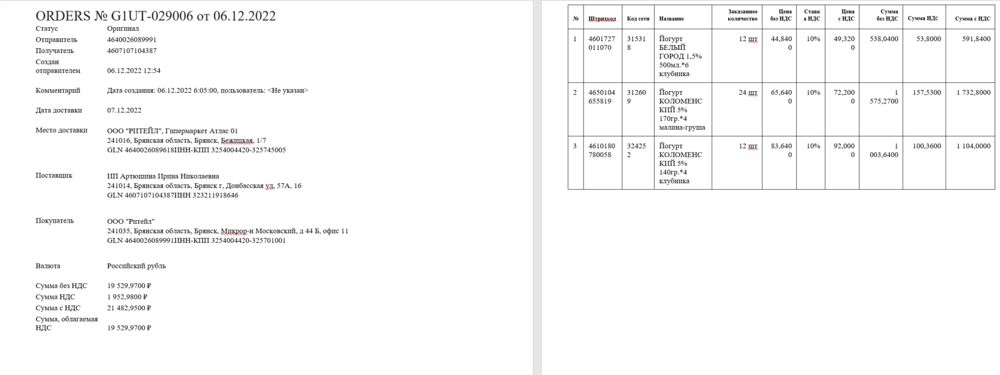 ORDERS № G1UT-029006 от 06.12.2022
Статус Оригинал
Отправитель 4640026089991
Получатель 4607107104387
Создан
отправителем 06.12.2022 12:54
Комментарий Дата создания: 06.12.2022 6:05:00, пользователь: <Не указан>
Дата доставки 07.12.2022
Место доставки ООО "РИТЕЙЛ", Гипермаркет Атлас 01
241016, Брянская область, Брянск, Бежицкая, 1/7
GLN 4640026089618ИНН-КПП 3254004420-325745005
Поставщик ИП Артюшина Ирина Николаевна
241014, Брянская область, Брянск г, Донбасская ул, 57А, 16
GLN 4607107104387ИНН 323211918646
Покупатель ООО "Ритейл"
241035, Брянская область, Брянск, Микрор-н Московский, д 44 Б, офис 11
GLN 4640026089991ИНН-КПП 3254004420-325701001
Валюта Российский рубль
Сумма без НДС 19 529,9700 ₽
Сумма НДС 1 952,9800 ₽
Сумма с НДС 21 482,9500 ₽
Сумма, облагаемая
НДС 19 529,9700 ₽
Заказанное Цена Ставк Цена Сумма
№ Штрихкод Код сети Название количество без НДС а НДС с НДС без НДС Сумма НДС Сумма с НДС
1 4601727 31531 Йогурт 12 шт 44,840 10% 49,320 538,0400 53,8000 591,8400
011070 8 БЕЛЫЙ 0 0
ГОРОД 1,5%
500мл.*6
клубника
2 4650104 31260 Йогурт 24 шт 65,640 10% 72,200 1 157,5300 1 732,8000
655819 9 КОЛОМЕНС 0 0 575,2700
КИЙ 5%
170гр.*4
малина-груша
3 4610180 32425 Йогурт 12 шт 83,640 10% 92,000 1 100,3600 1 104,0000
780058 2 КОЛОМЕНС 0 0 003,6400
КИЙ 5%
140гр.*4
клубника